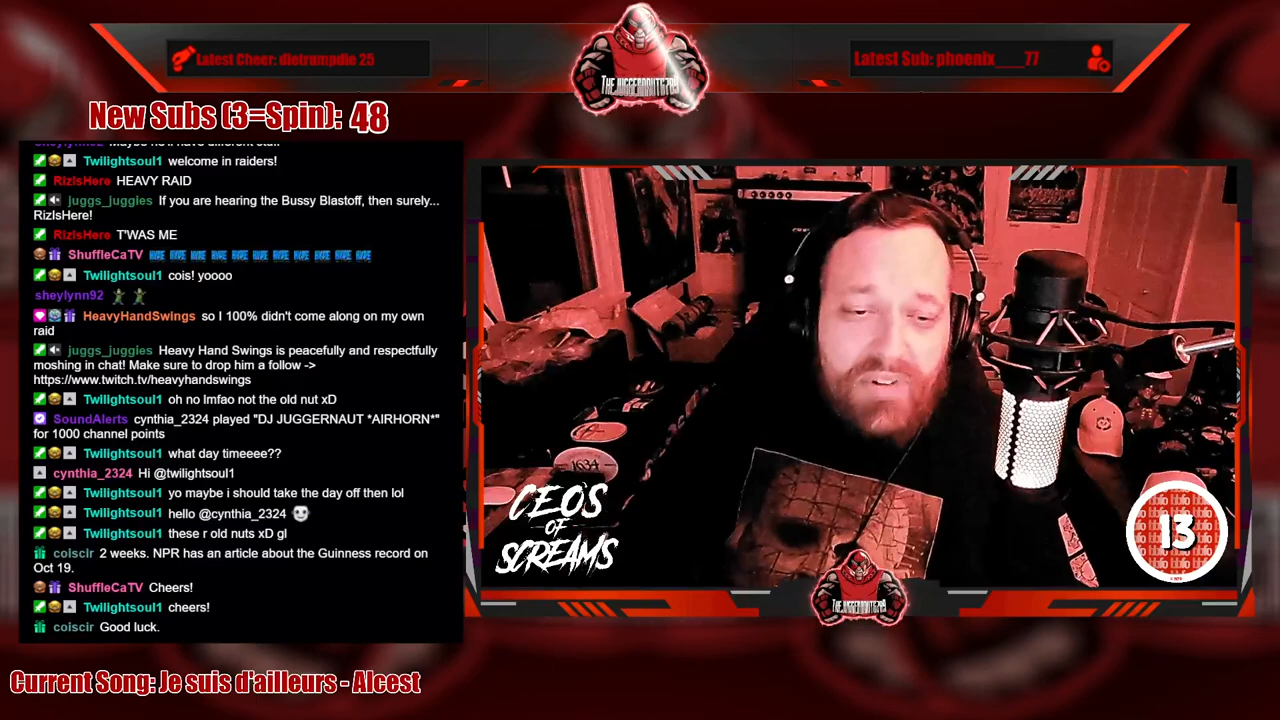 Latest Cheer: dietrumpdie 25
THEJUGGERNAUT6789
Latest Sub: phoenix___77
New Subs (3=Spin): 48
Twilightsoul1 welcome in raiders!
RizIsHere HEAVY RAID
juggs_juggies If you are hearing the Bussy Blastoff, then surely...
RizIsHere!
RizIsHere T'WAS ME
ShuffleCaTV
Twilightsoul1 cois! yoooo
sheylynn92
HeavyHandSwings so I 100% didn't come along on my own
raid
juggs_juggies Heavy Hand Swings is peacefully and respectfully
moshing in chat! Make sure to drop him a follow ->
https://www.twitch.tv/heavyhandswings
Twilightsoul1 oh no lmfao not the old nut xD
SoundAlerts cynthia_2324 played "DJ JUGGERNAUT *AIRHORN*"
for 1000 channel points
Twilightsoul1 what day timeeee??
cynthia_2324 Hi @twilightsoul1
Twilightsoul1 yo maybe i should take the day off then lol
Twilightsoul1 hello @cynthia_2324
Twilightsoul1 these r old nuts xD gl
coiscir 2 weeks. NPR has an article about the Guinness record on
Oct 19.
ShuffleCaTV Cheers!
Twilightsoul1 cheers!
coiscir Good luck.
1634
CEO'S
OF
SCREAMS
13
Current Song: Je suis d'ailleurs - Alcest